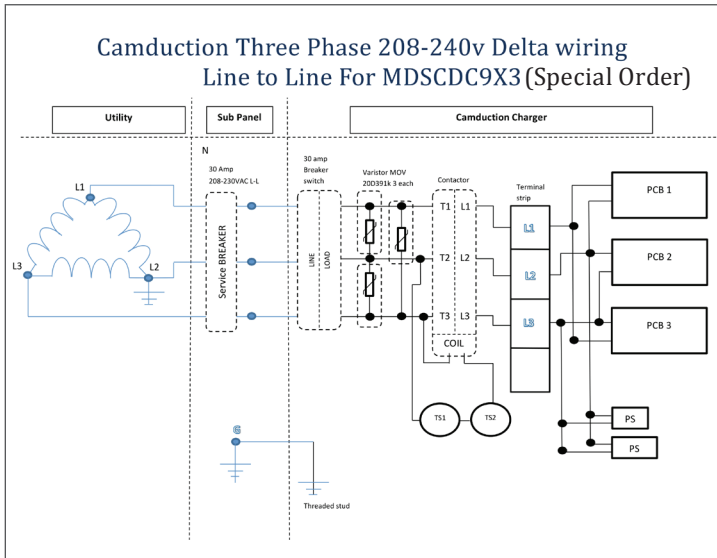 Camduction Three Phase 208-240v Delta wiring
Line to Line For MDSCDC9X3 (Special Order)
Utility
Sub Panel
Camduction Charger
N
30 Amp
208-230VAC L-L
30 amp
Breaker
switch
Varistor MOV
20D391k 3 each
Contactor
Terminal
strip
L1
L3
L2
Service BREAKER
LINE
LOAD
T1 L1
T2 L2
T3 L3
COIL
L1
L2
L3
PCB 1
PCB 2
PCB 3
TS1
TS2
PS
PS
G
Threaded stud